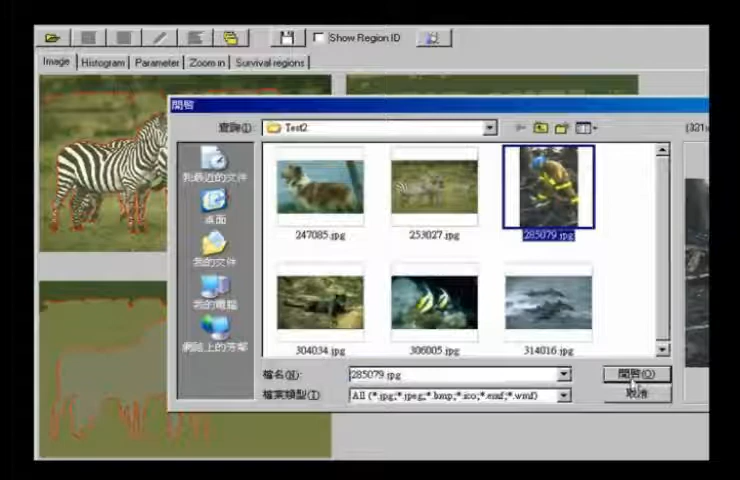 Show Region ID
Image Histogram Parameter Zoom in Survival regions
開啓
查詢(I): Test2
我最近的文件
桌面
我的文件
我的電腦
網路上的芳鄰
247085.jpg 253027.jpg 285079.jpg
304034.jpg 306005.jpg 314016.jpg
檔名(N): 285079.jpg 開啓(O)
檔案類型(T): All (*.jpg;*.jpeg;*.bmp;*.ico;*.emf;*.wmf) 取消
(321x